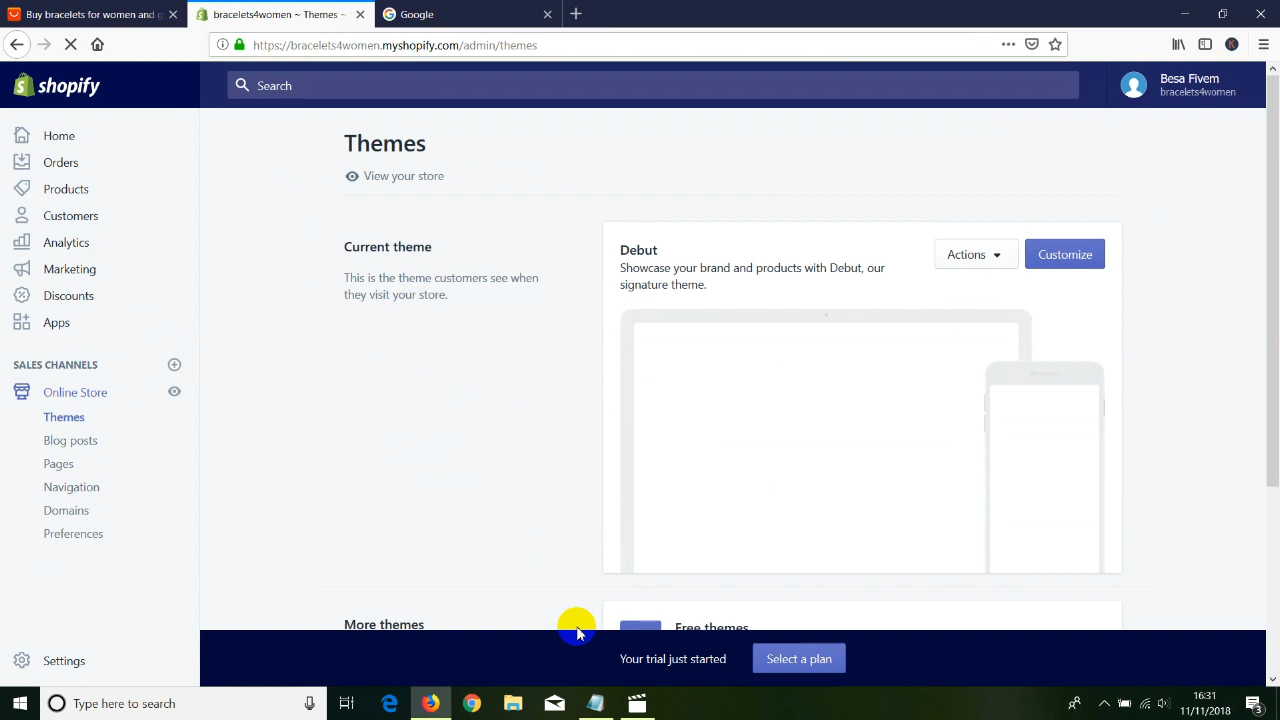 Buy bracelets for women and g
bracelets4women ~ Themes ~
Google
https://bracelets4women.myshopify.com/admin/themes
K
shopify
Search
Besa Fivem
bracelets4women
Home
Orders
Products
Customers
Analytics
Marketing
Discounts
Apps
SALES CHANNELS
Online Store
Themes
Blog posts
Pages
Navigation
Domains
Preferences
Settings
Themes
View your store
Current theme
This is the theme customers see when
they visit your store.
Debut
Showcase your brand and products with Debut, our
signature theme.
Actions
Customize
More themes
Free themes
Your trial just started
Select a plan
Type here to search
16:31
11/11/2018
3